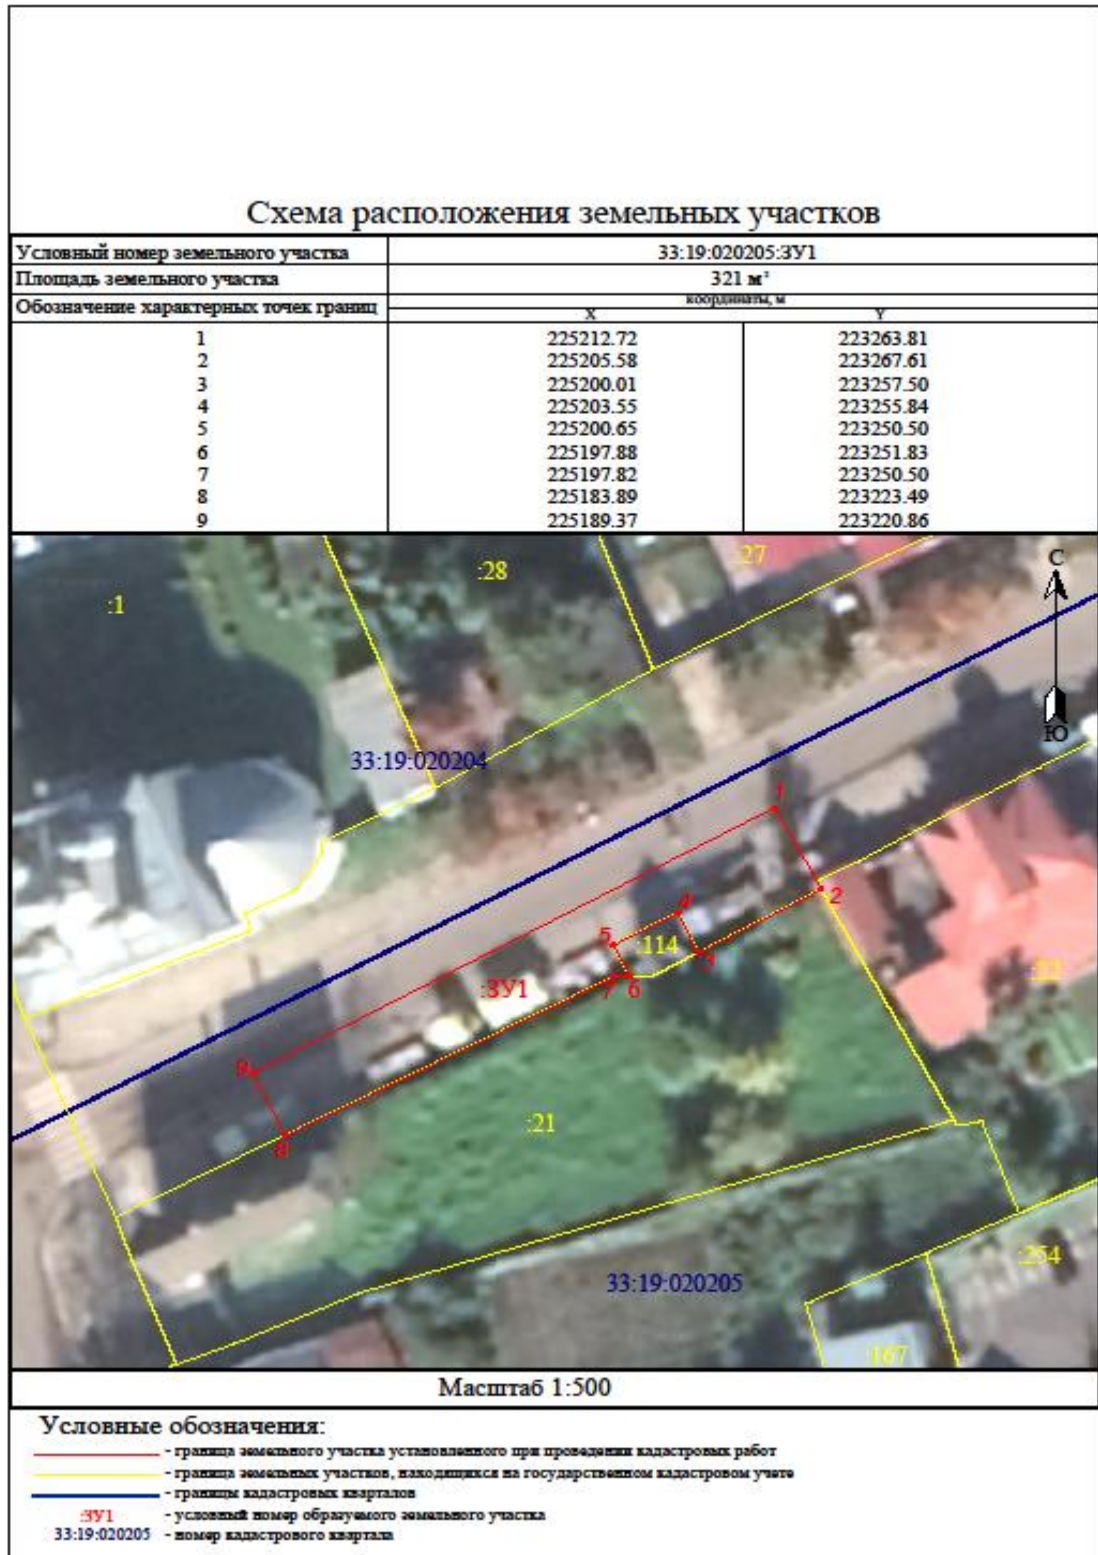 Схема расположения земельных участков
Условный номер земельного участка 33:19:020205:ЗУ1
Площадь земельного участка 321 м²
Обозначение характерных точек границ координаты, м
X Y
1 225212.72 223263.81
2 225205.58 223267.61
3 225200.01 223257.50
4 225203.55 223255.84
5 225200.65 223250.50
6 225197.88 223251.83
7 225197.82 223250.50
8 225183.89 223223.49
9 225189.37 223220.86
:27
С
:28
:1
Ю
33:19:020204
1
2
4
5
:114
3
7 6
:ЗУ1
9
:21
8
:254
33:19:020205
:167
Масштаб 1:500
Условные обозначения:
- граница земельного участка установленного при проведении кадастровых работ
- граница земельных участков, находящихся на государственном кадастровом учете
- границы кадастровых кварталов
:ЗУ1 - условный номер образуемого земельного участка
33:19:020205 - номер кадастрового квартала